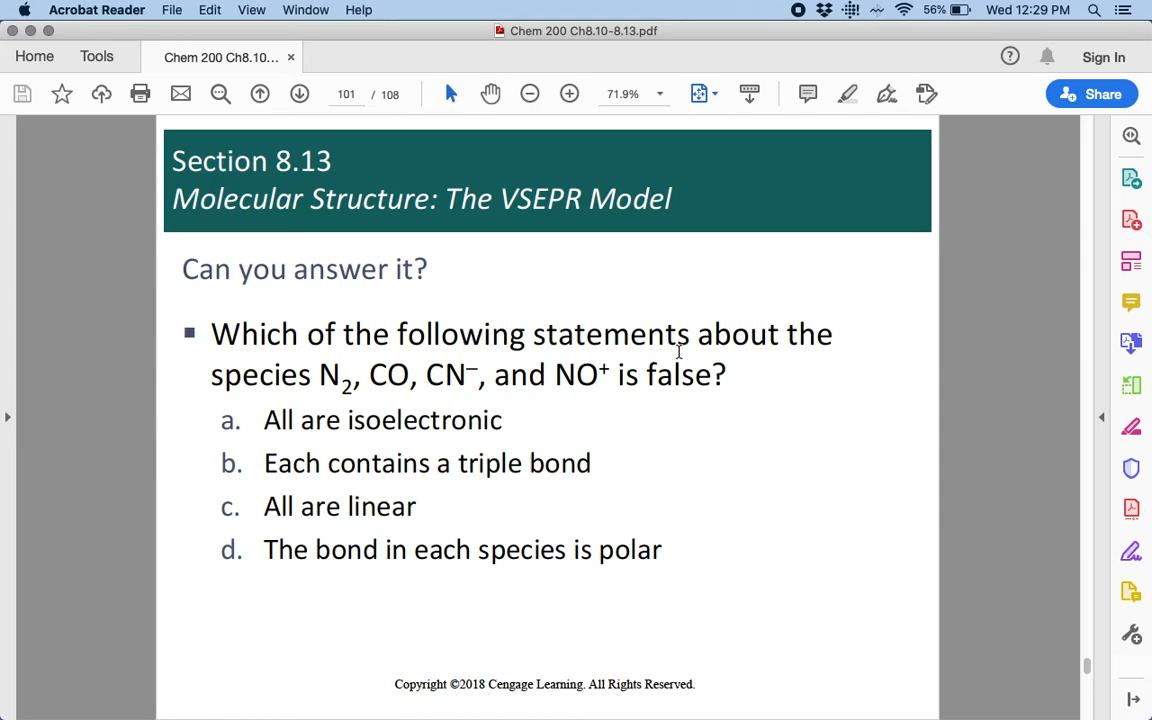 Acrobat Reader File Edit View Window Help 56% Wed 12:29 PM
Chem 200 Ch8.10-8.13.pdf
Home Tools Chem 200 Ch8.10... × Sign In
101 / 108 71.9% Share
Section 8.13
Molecular Structure: The VSEPR Model
Can you answer it?
▪ Which of the following statements about the
species N₂, CO, CN⁻, and NO⁺ is false?
a. All are isoelectronic
b. Each contains a triple bond
c. All are linear
d. The bond in each species is polar
Copyright ©2018 Cengage Learning. All Rights Reserved.